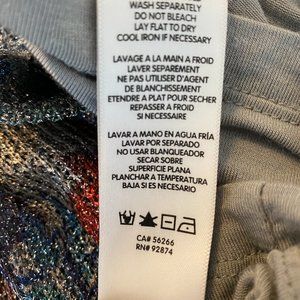 WASH SEPARATELY
DO NOT BLEACH
LAY FLAT TO DRY
COOL IRON IF NECESSARY
LAVAGE A LA MAIN A FROID
LAVER SEPAREMENT
NE PAS UTILISER D'AGENT
DE BLANCHISSEMENT
ETENDRE A PLAT POUR SECHER
REPASSER A FROID
SI NECESSAIRE
LAVAR A MANO EN AGUA FRÍA
LAVAR POR SEPARADO
NO USAR BLANQUEADOR
SECAR SOBRE
SUPERFICIE PLANA
PLANCHAR A TEMPERATURA
BAJA SI ES NECESARIO
CA# 56266
RN# 92874